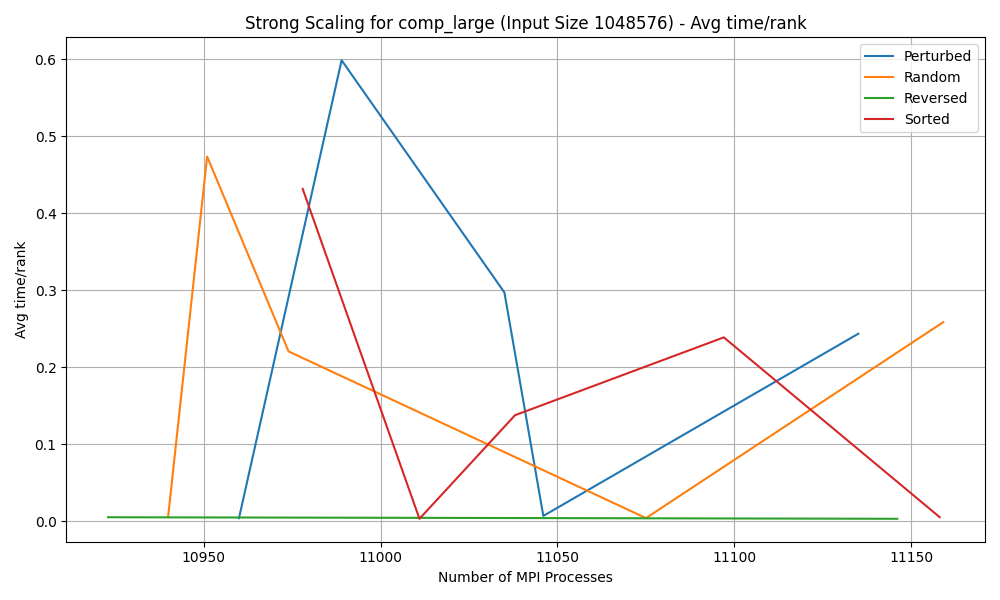 Strong Scaling for comp_large (Input Size 1048576) - Avg time/rank
Perturbed
Random
Reversed
Sorted
Avg time/rank
0.6
0.5
0.4
0.3
0.2
0.1
0.0
10950
11000
11050
11100
11150
Number of MPI Processes